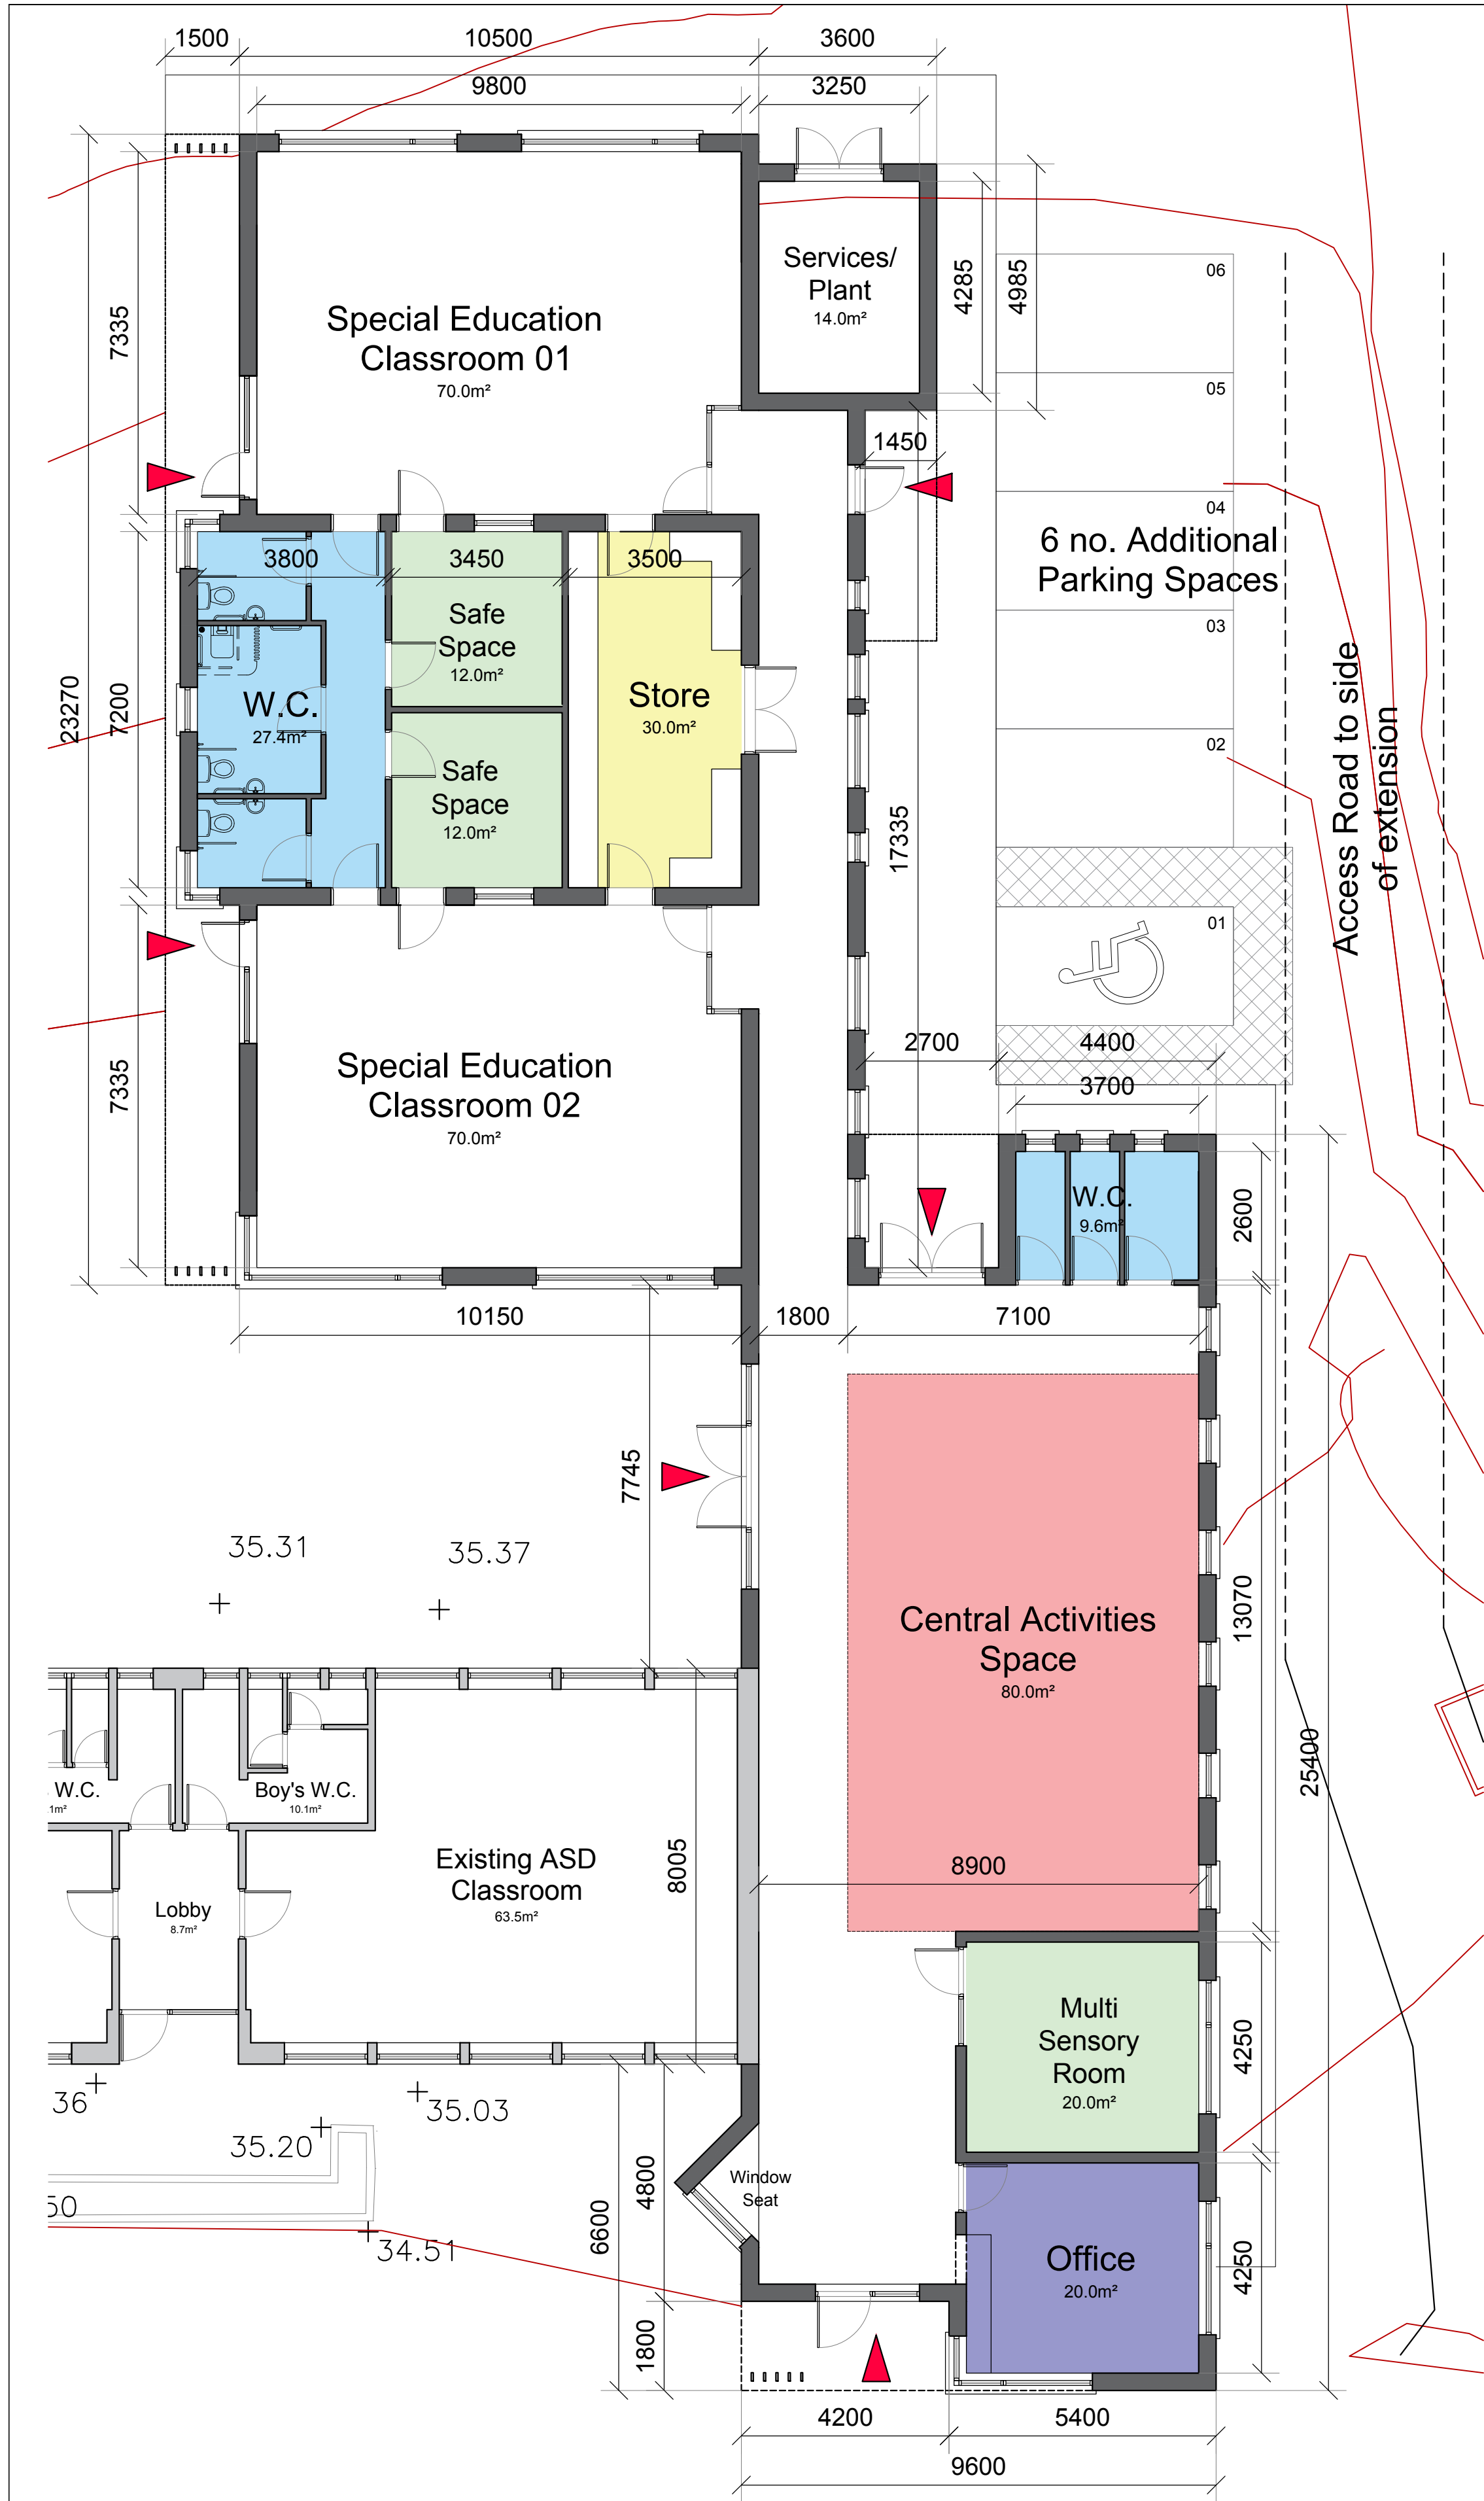 1500
10500
3600
9800
3250
Services/
Plant
14.0m²
4285
4985
06
7335
Special Education
Classroom 01
70.0m²
05
1450
04
6 no. Additional
Parking Spaces
3800
3450
3500
Safe
Space
12.0m²
03
23270
7200
W.C.
27.4m²
Store
30.0m²
Access Road to side
of extension
02
Safe
Space
12.0m²
17335
01
7335
Special Education
Classroom 02
70.0m²
2700
4400
3700
W.C.
9.6m²
2600
10150
1800
7100
7745
35.31
35.37
13070
Central Activities
Space
80.0m²
25400
W.C.
.1m²
Boy's W.C.
10.1m²
Existing ASD
Classroom
63.5m²
8005
8900
Lobby
8.7m²
Multi
Sensory
Room
20.0m²
4250
36
35.03
35.20
Window
Seat
4800
6600
50
34.51
Office
20.0m²
4250
1800
4200
5400
9600